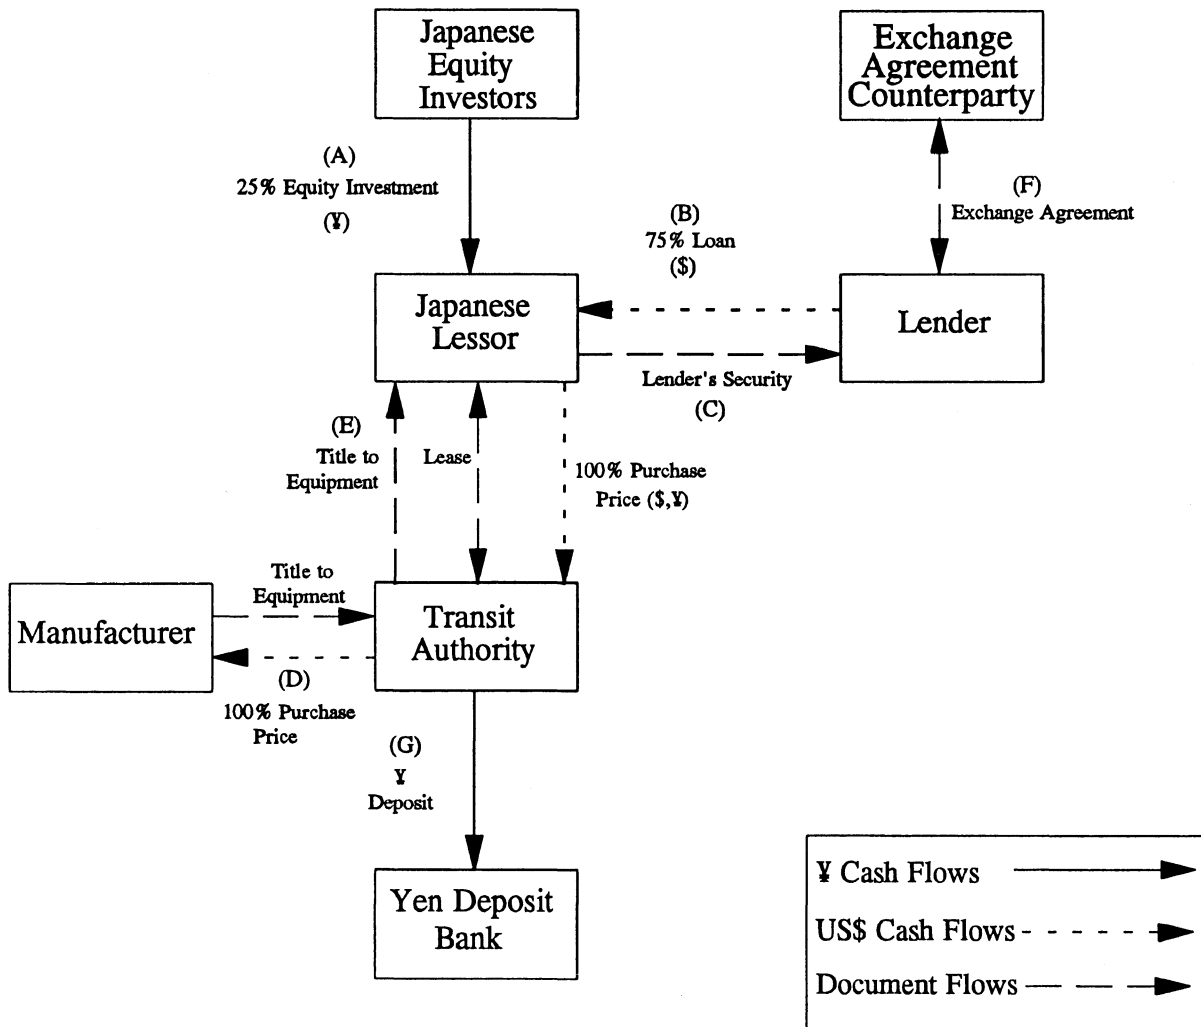 Japanese
Equity
Investors
Exchange
Agreement
Counterparty
(A)
25% Equity Investment
(¥)
(F)
Exchange Agreement
(B)
75% Loan
($)
Japanese
Lessor
Lender
Lender's Security
(C)
(E)
Title to
Equipment
Lease
100% Purchase
Price ($,¥)
Title to
Equipment
Manufacturer
Transit
Authority
(D)
100% Purchase
Price
(G)
¥
Deposit
Yen Deposit
Bank
¥ Cash Flows
US$ Cash Flows
Document Flows